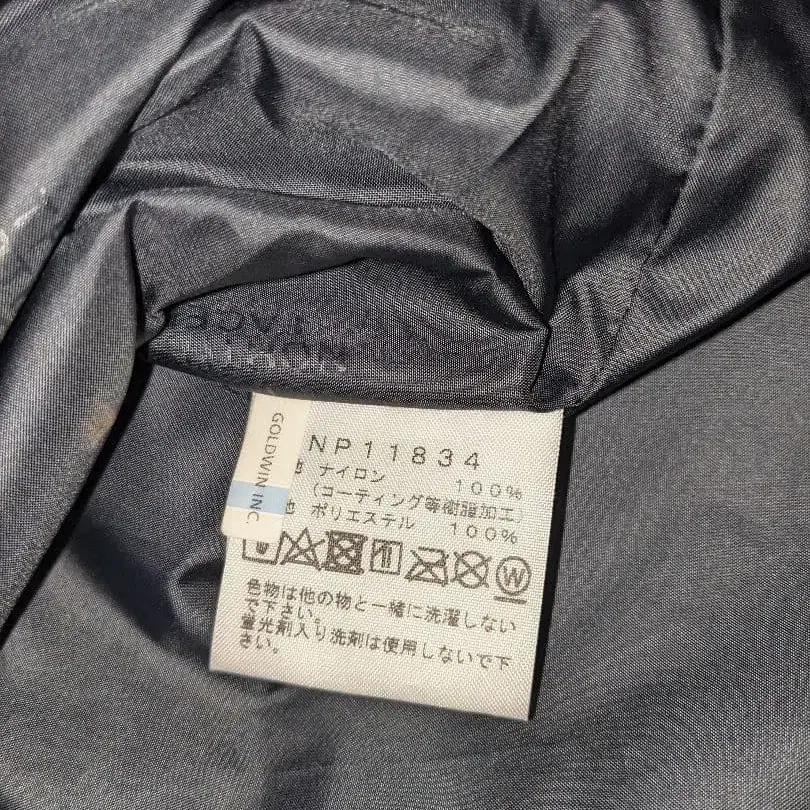 NP11834
地 ナイロン 100%
(コーティング等樹脂加工)
地 ポリエステル 100%
W
色物は他の物と一緒に洗濯しない
で下さい。
蛍光剤入り洗剤は使用しないで下
さい。
GOLDWIN INC.